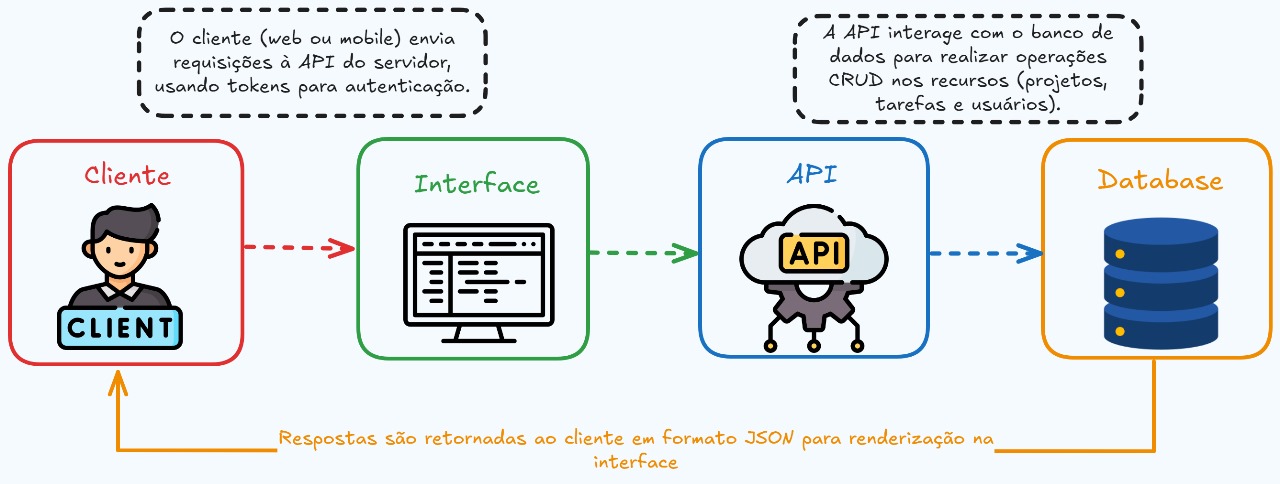 O cliente (web ou mobile) envia
requisições à API do servidor,
usando tokens para autenticação.
A API interage com o banco de
dados para realizar operações
CRUD nos recursos (projetos,
tarefas e usuários).
Cliente
CLIENT
Interface
API
API
Database
Respostas são retornadas ao cliente em formato JSON para renderização na
interface